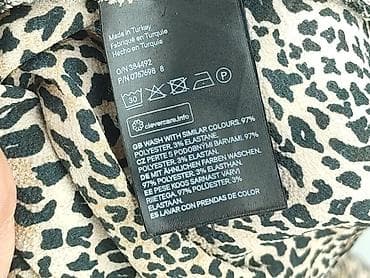 Made in Turkey
Fabriqué en Turquie
Hecho en Turquía
O/N 384492
P/N 0757698 8
30
P
clevercare.info
GB WASH WITH SIMILAR COLOURS. 97%
POLYESTER, 3% ELASTANE.
CZ PERTE S PODOBNÝMI BARVAMI. 97%
POLYESTER, 3% ELASTAN.
DE MIT ÄHNLICHEN FARBEN WASCHEN.
97% POLYESTER, 3% ELASTAN.
EE PESE KOOS SARNAST VÄRVI
RIIETEGA. 97% POLÜESTER, 3%
ELASTAAN.
ES LAVAR CON PRENDAS DE COLOR